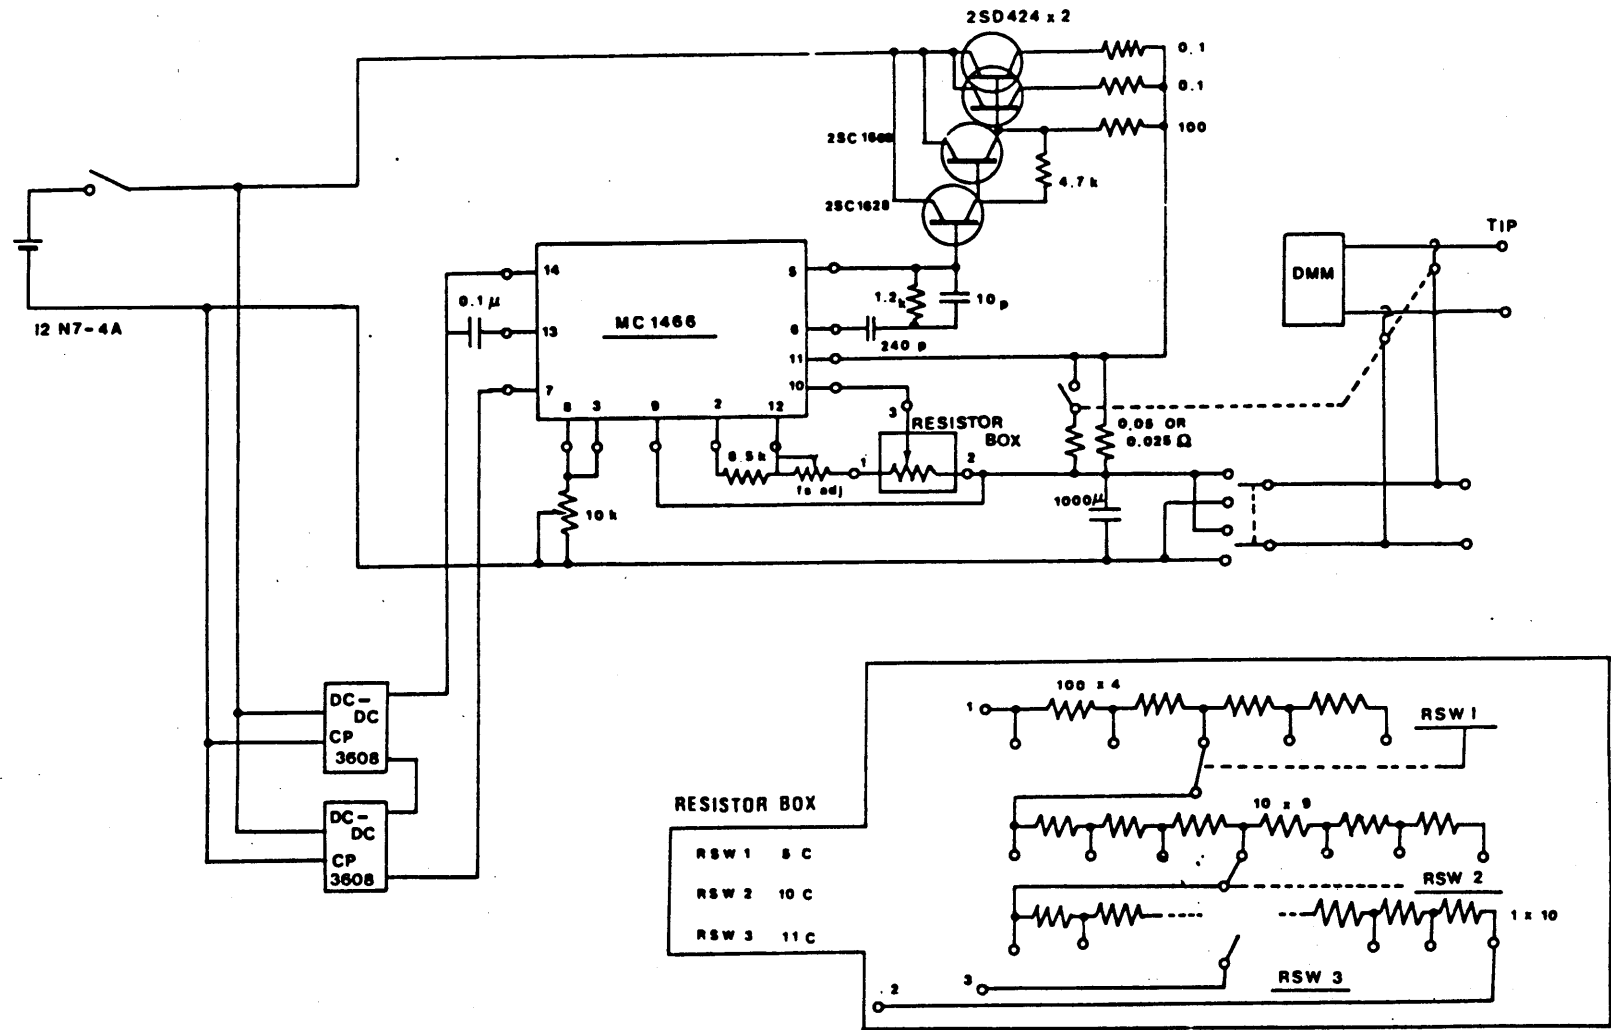 2SD424 x 2
0.1
0.1
100
2SC1628
4.7 k
TIP
DMM
MC1466
14
13
7
0.1 µ
5
6
11
10
1.2 k
10 p
240 p
12 N7-4A
8
3
9
2
12
3
RESISTOR
BOX
1
2
fs adj
10 k
0.05 OR
0.025 Ω
1000µ
DC-
DC
CP
3608
DC-
DC
CP
3608
RESISTOR BOX
RSW 1 5 C
RSW 2 10 C
RSW 3 11 C
1
100 x 4
RSW 1
10 x 9
RSW 2
1 x 10
3
RSW 3
2